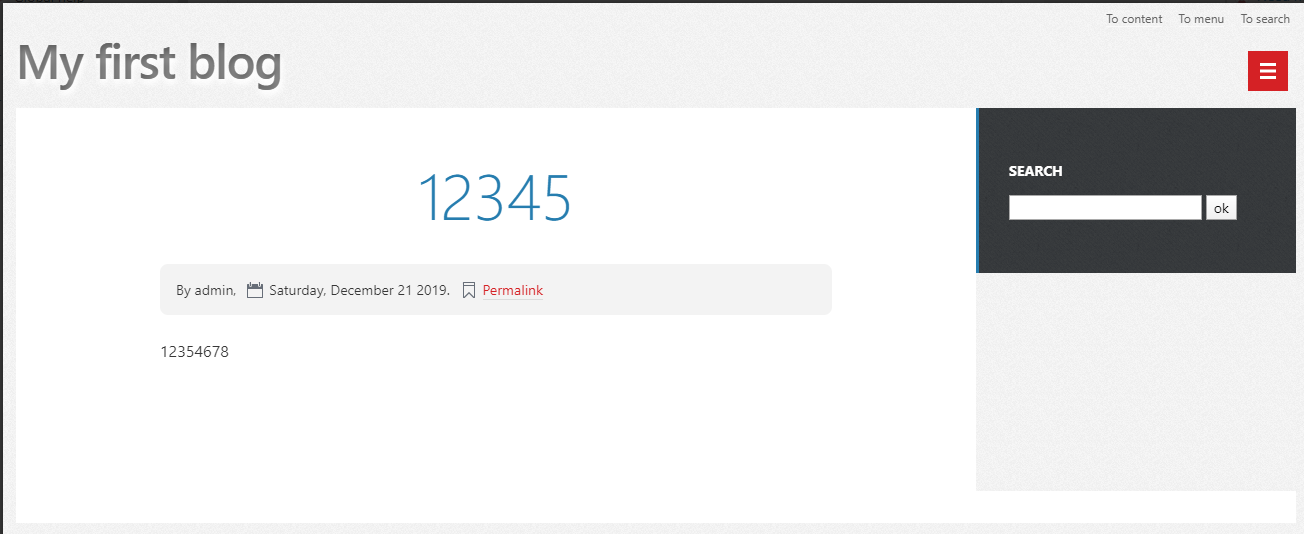 To content To menu To search
My first blog
12345
By admin, Saturday, December 21 2019. Permalink
12354678
SEARCH
ok